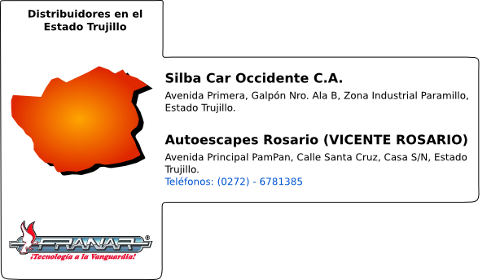 Distribuidores en el
Estado Trujillo
Silba Car Occidente C.A.
Avenida Primera, Galpón Nro. Ala B, Zona Industrial Paramillo,
Estado Trujillo.
Autoescapes Rosario (VICENTE ROSARIO)
Avenida Principal PamPan, Calle Santa Cruz, Casa S/N, Estado
Trujillo.
Teléfonos: (0272) - 6781385
FRANAR®
¡Tecnología a la Vanguardia!